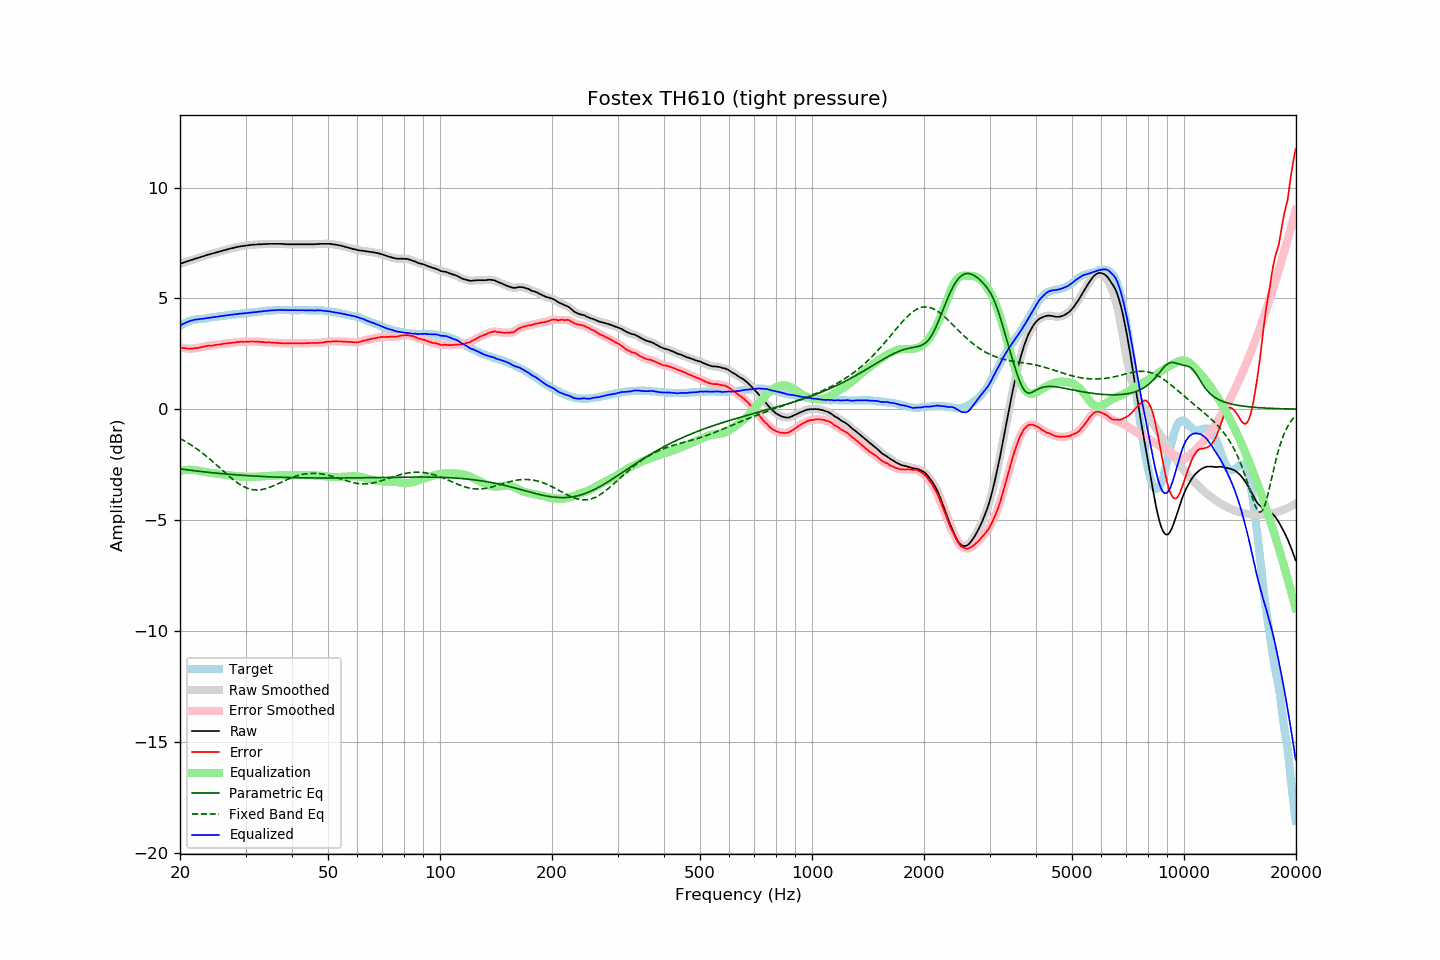 Fostex TH610 (tight pressure)
Amplitude (dBr)
10
5
0
−5
−10
−15
−20
Target
Raw Smoothed
Error Smoothed
Raw
Error
Equalization
Parametric Eq
Fixed Band Eq
Equalized
20 50 100 200 500 1000 2000 5000 10000 20000
Frequency (Hz)